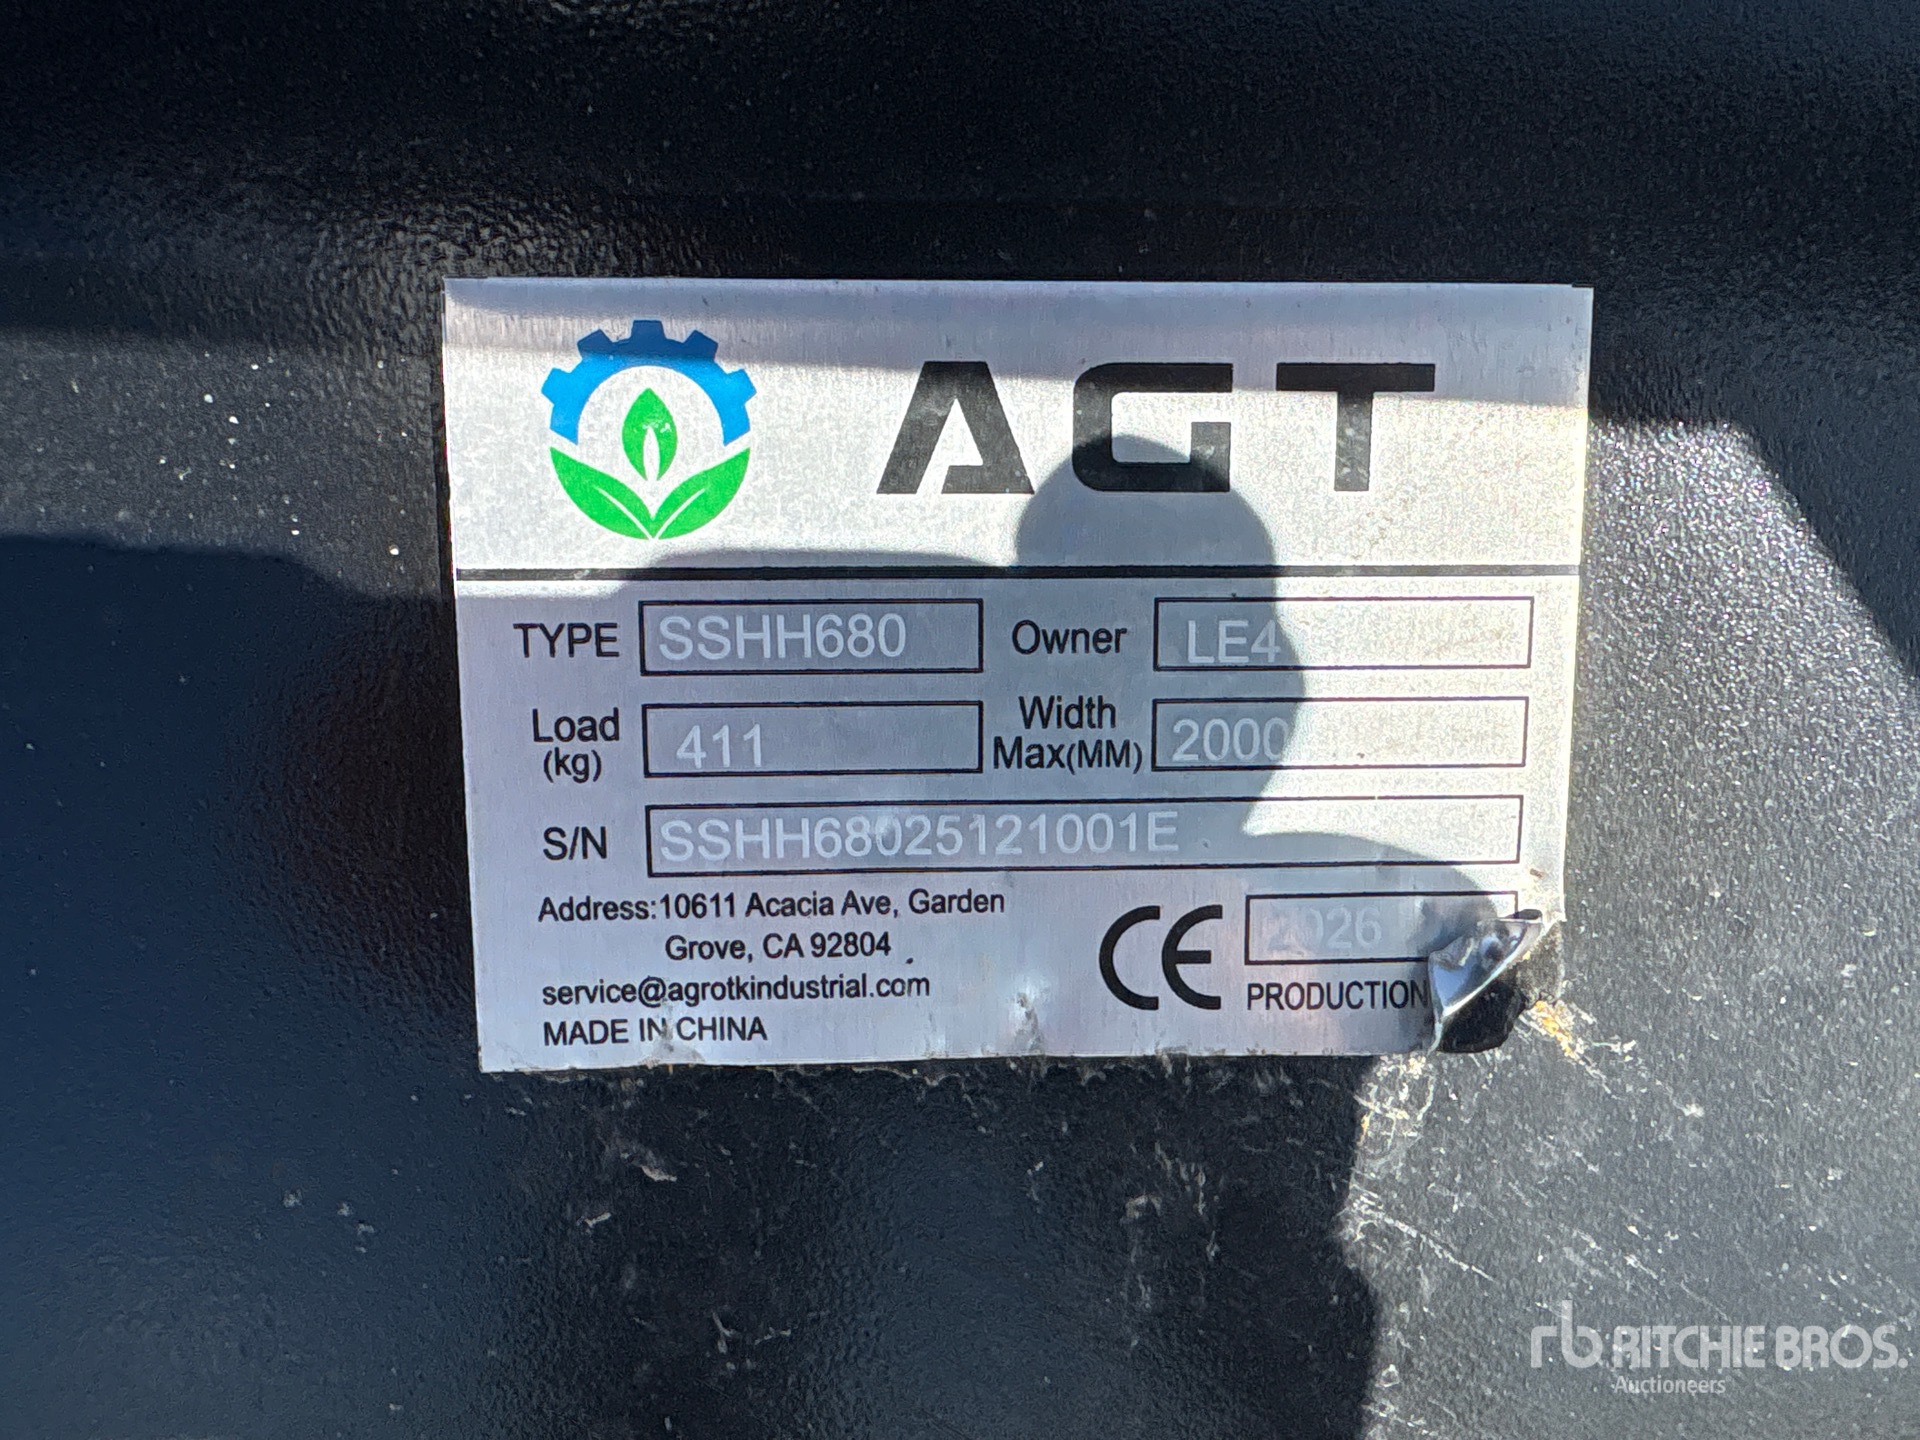 AGT
TYPE SSHH680 Owner LE4
Load (kg) 411 Width Max(MM) 2000
S/N SSHH68025121001E
Address:10611 Acacia Ave, Garden
Grove, CA 92804
service@agrotkindustrial.com
MADE IN CHINA
CE 2026
PRODUCTION
rb RITCHIE BROS.
Auctioneers